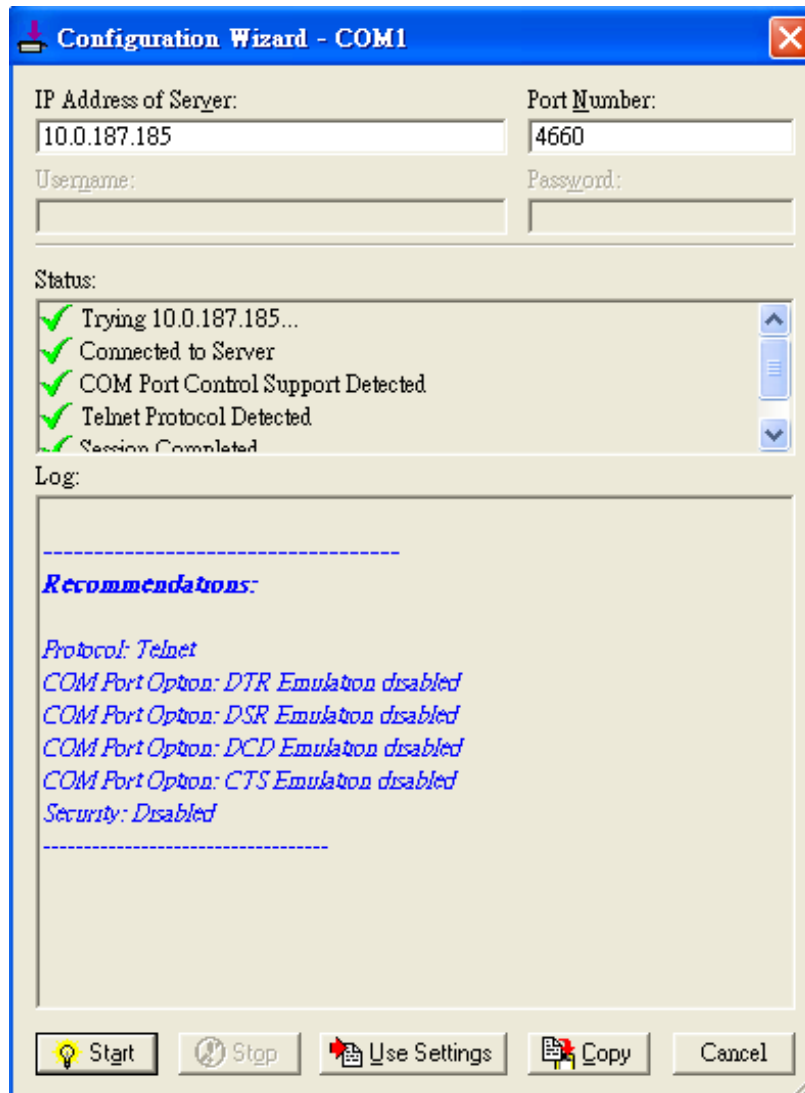 Configuration Wizard - COM1
IP Address of Server: Port Number:
10.0.187.185 4660
Username: Password:
Status:
Trying 10.0.187.185...
Connected to Server
COM Port Control Support Detected
Telnet Protocol Detected
Session Completed
Log:
------------------------------------
Recommendations:
Protocol: Telnet
COM Port Option: DTR Emulation disabled
COM Port Option: DSR Emulation disabled
COM Port Option: DCD Emulation disabled
COM Port Option: CTS Emulation disabled
Security: Disabled
------------------------------------
Start Stop Use Settings Copy Cancel